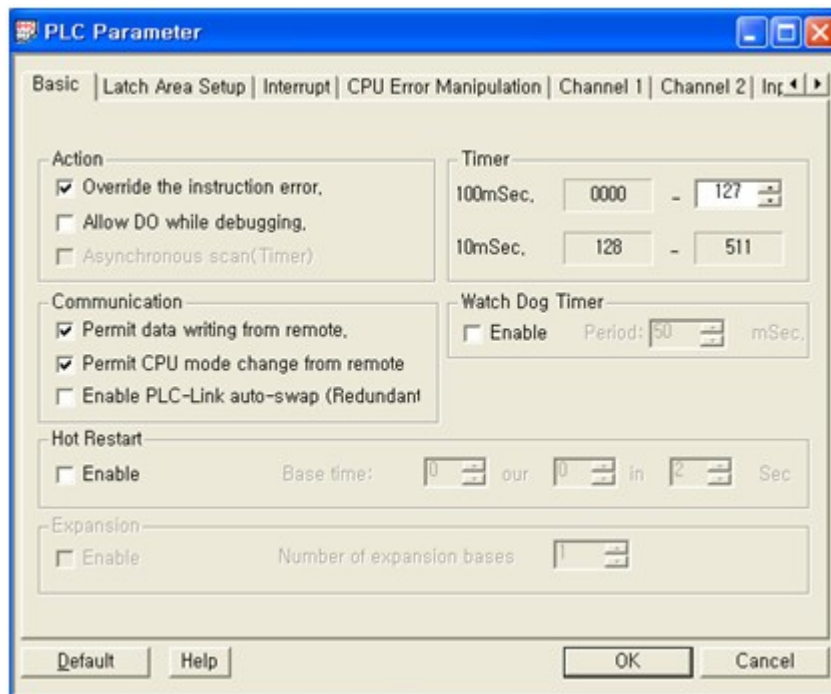 PLC Parameter
Basic | Latch Area Setup | Interrupt | CPU Error Manipulation | Channel 1 | Channel 2 | Inp
Action
Override the instruction error,
Allow DO while debugging,
Asynchronous scan(Timer)
Timer
100mSec, 0000 - 127
10mSec, 128 - 511
Communication
Permit data writing from remote,
Permit CPU mode change from remote
Enable PLC-Link auto-swap (Redundant
Watch Dog Timer
Enable Period: 50 mSec,
Hot Restart
Enable Base time: 0 our 0 in 2 Sec
Expansion
Enable Number of expansion bases 1
Default Help OK Cancel